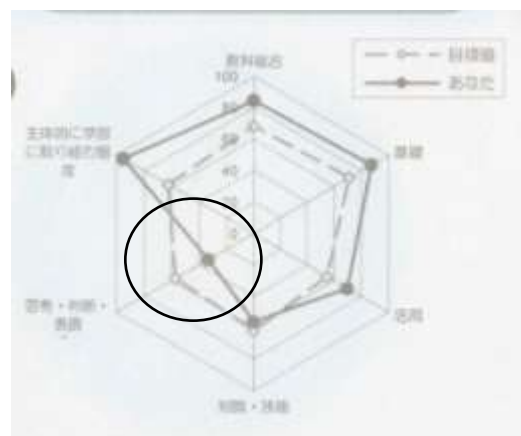 教科総合
目標値
あなた
100
80
60
40
20
0
基礎
活用
知識・技能
思考・判断・
表現
主体的に学習
に取り組む態
度